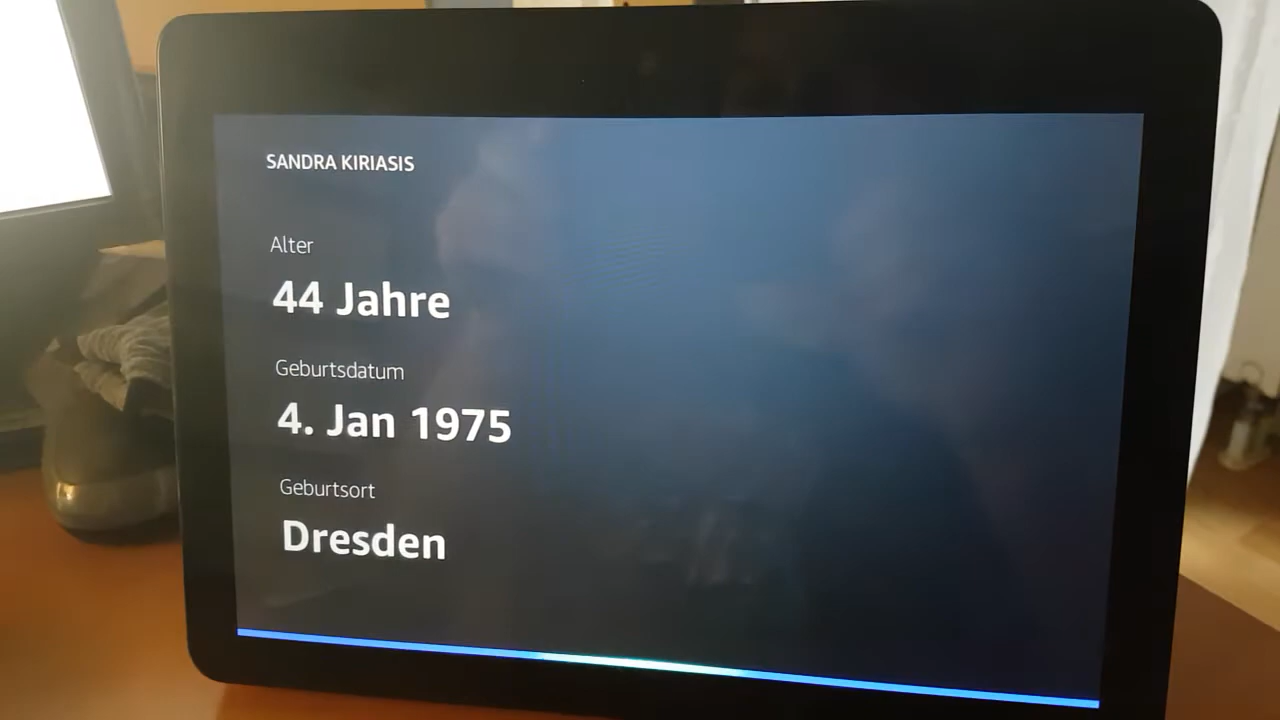 SANDRA KIRIASIS
Alter
44 Jahre
Geburtsdatum
4. Jan 1975
Geburtsort
Dresden